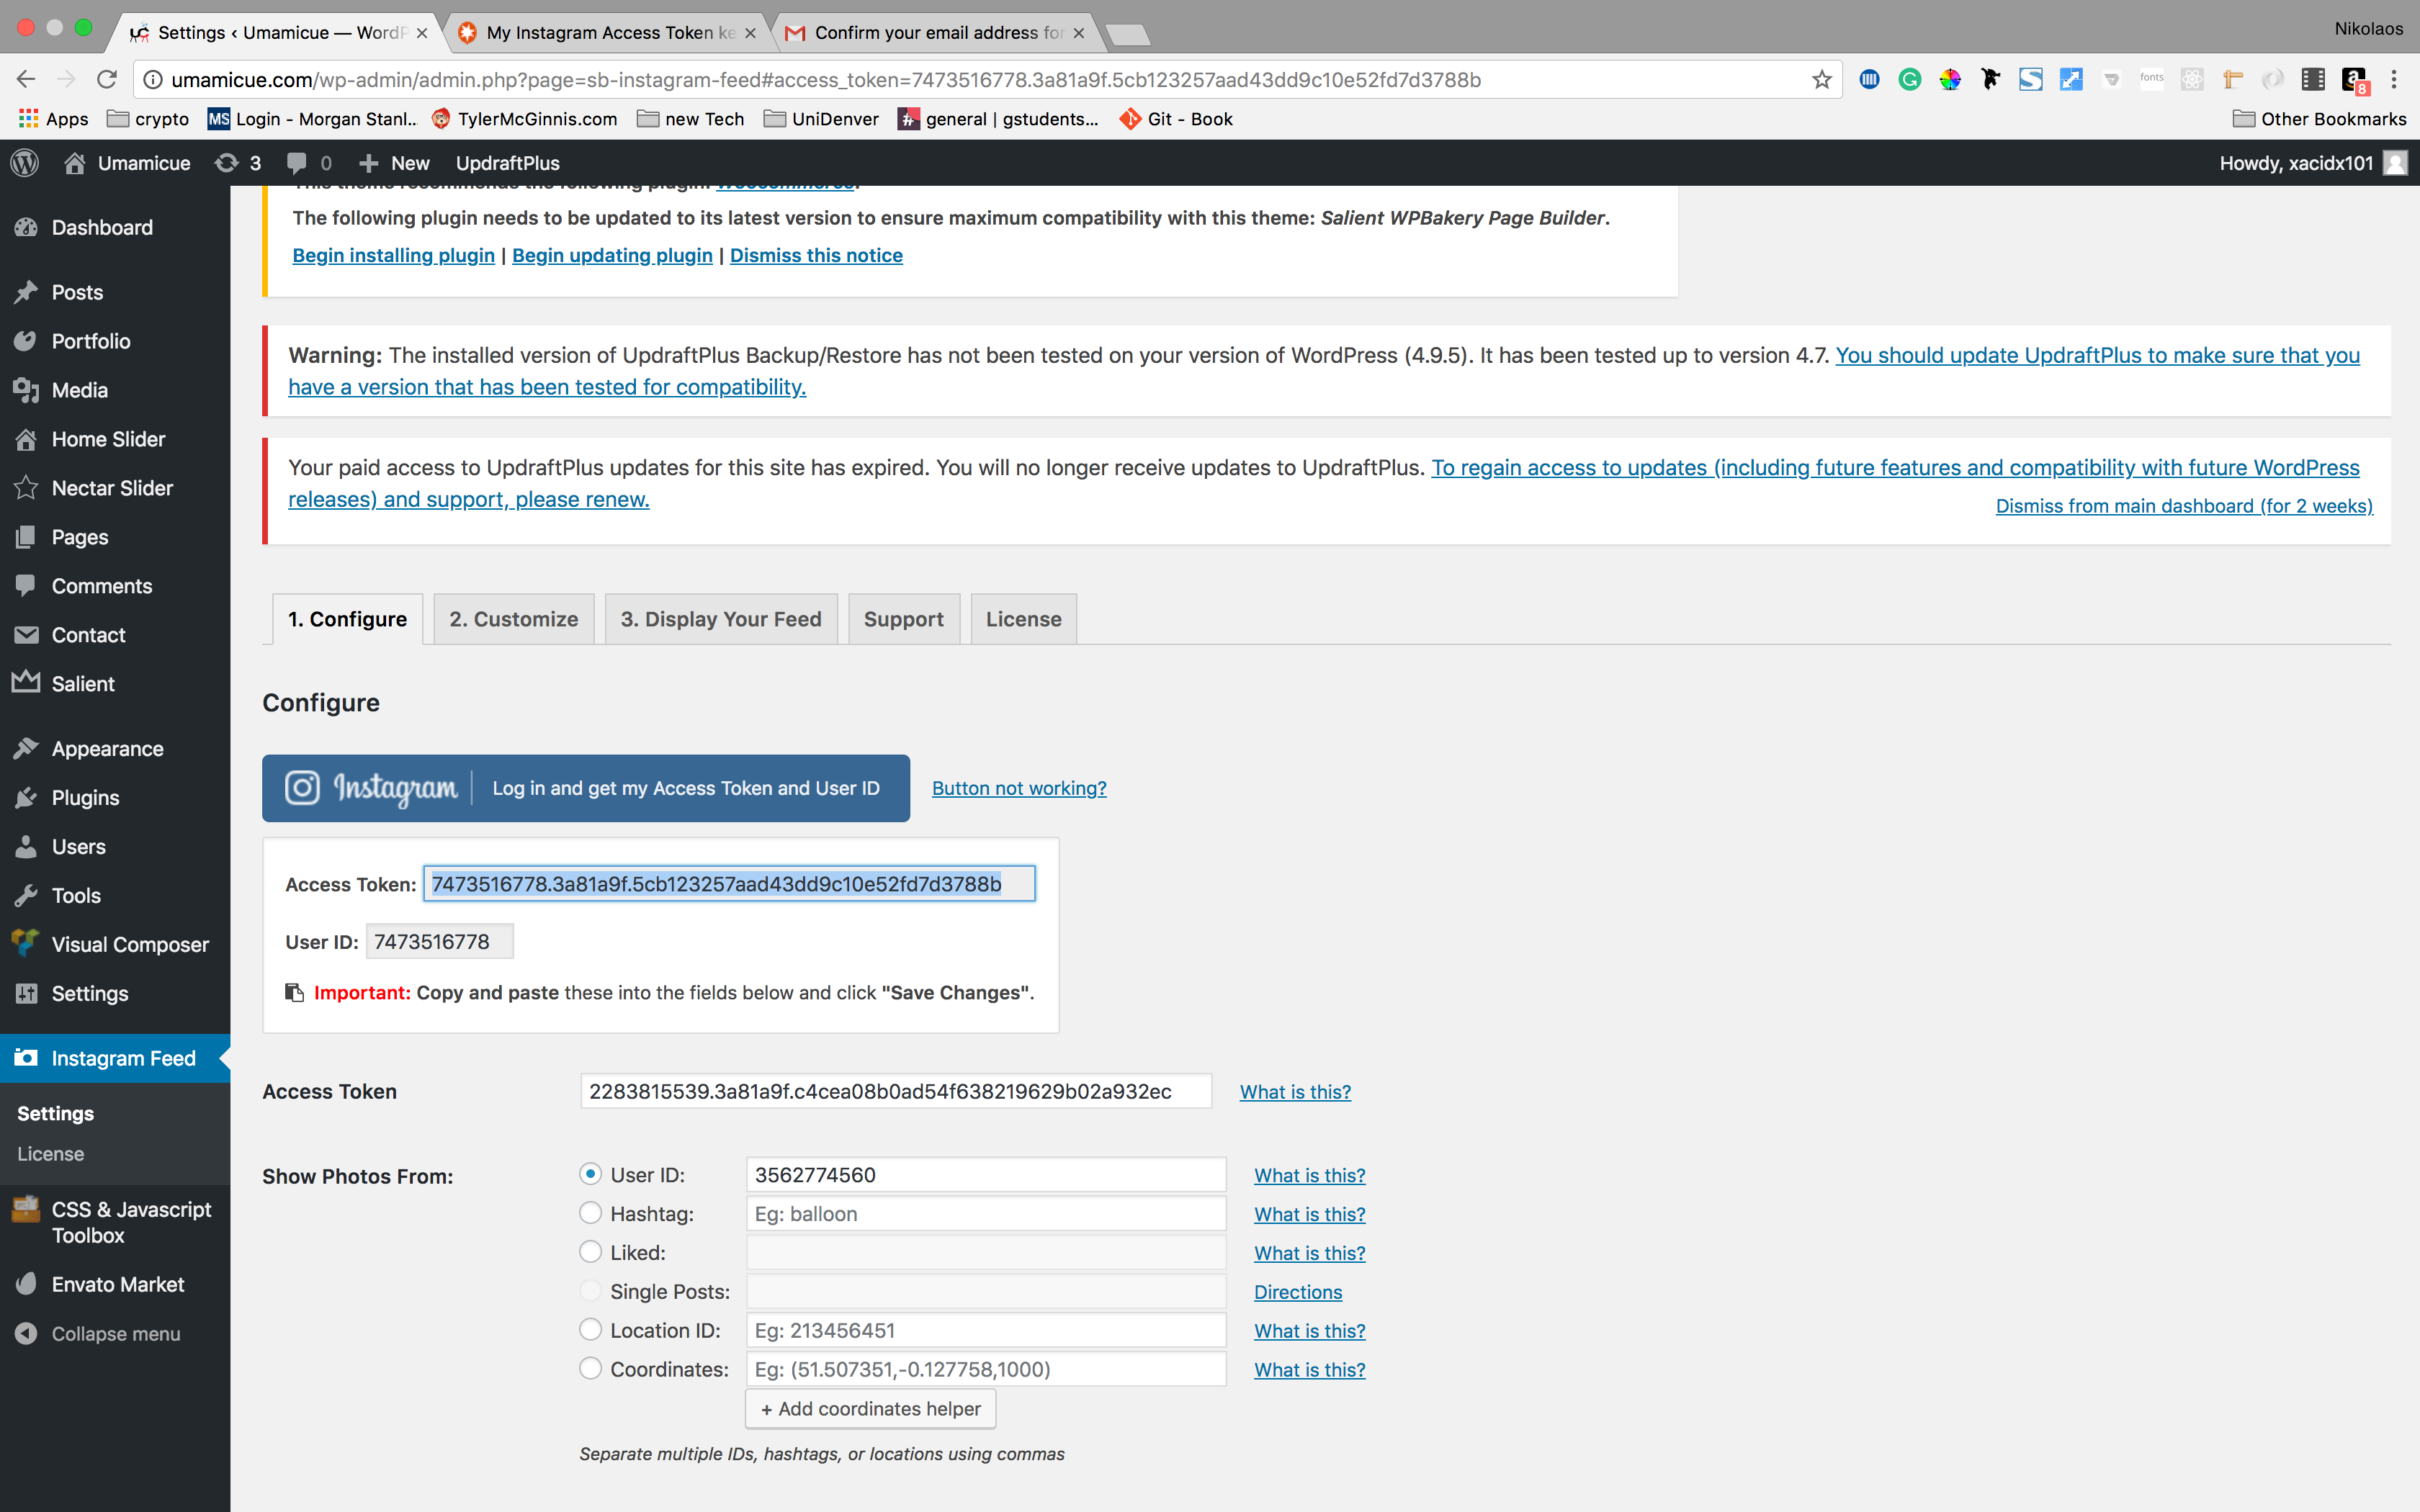 Settings ‹ Umamicue — WordP
My Instagram Access Token ke
Confirm your email address for
Nikolaos
umamicue.com/wp-admin/admin.php?page=sb-instagram-feed#access_token=7473516778.3a81a9f.5cb123257aad43dd9c10e52fd7d3788b
fonts
8
Apps
crypto
MS Login - Morgan Stanl...
TylerMcGinnis.com
new Tech
UniDenver
general | gstudents...
Git - Book
Other Bookmarks
Umamicue
3
0
New
UpdraftPlus
Howdy, xacidx101
This theme recommends the following plugin: WooCommerce.
The following plugin needs to be updated to its latest version to ensure maximum compatibility with this theme: Salient WPBakery Page Builder.
Begin installing plugin | Begin updating plugin | Dismiss this notice
Warning: The installed version of UpdraftPlus Backup/Restore has not been tested on your version of WordPress (4.9.5). It has been tested up to version 4.7. You should update UpdraftPlus to make sure that you
have a version that has been tested for compatibility.
Your paid access to UpdraftPlus updates for this site has expired. You will no longer receive updates to UpdraftPlus. To regain access to updates (including future features and compatibility with future WordPress
releases) and support, please renew.
Dismiss from main dashboard (for 2 weeks)
Dashboard
Posts
Portfolio
Media
Home Slider
Nectar Slider
Pages
Comments
Contact
Salient
Appearance
Plugins
Users
Tools
Visual Composer
Settings
Instagram Feed
Settings
License
CSS & Javascript
Toolbox
Envato Market
Collapse menu
1. Configure
2. Customize
3. Display Your Feed
Support
License
Configure
Instagram
Log in and get my Access Token and User ID
Button not working?
Access Token: 7473516778.3a81a9f.5cb123257aad43dd9c10e52fd7d3788b
User ID: 7473516778
Important: Copy and paste these into the fields below and click "Save Changes".
Access Token
2283815539.3a81a9f.c4cea08b0ad54f638219629b02a932ec
What is this?
Show Photos From:
User ID: 3562774560 What is this?
Hashtag: Eg: balloon What is this?
Liked: What is this?
Single Posts: Directions
Location ID: Eg: 213456451 What is this?
Coordinates: Eg: (51.507351,-0.127758,1000) What is this?
+ Add coordinates helper
Separate multiple IDs, hashtags, or locations using commas